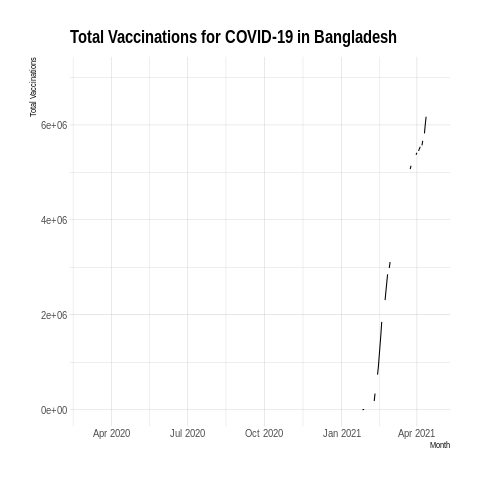 Total Vaccinations for COVID-19 in Bangladesh
Total Vaccinations
6e+06
4e+06
2e+06
0e+00
Apr 2020 Jul 2020 Oct 2020 Jan 2021 Apr 2021
Month